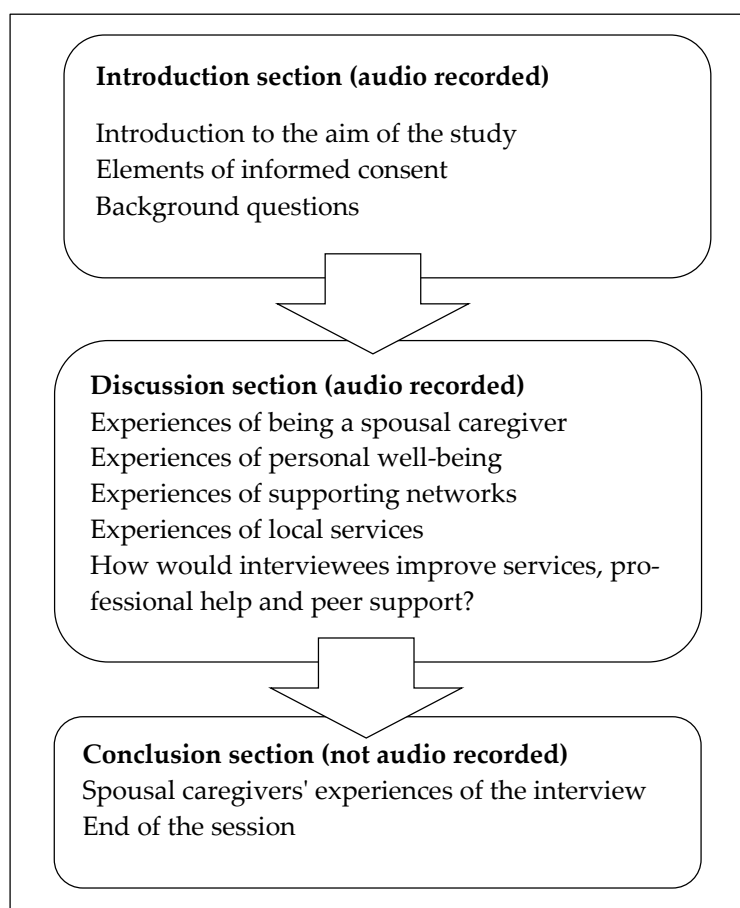 Introduction section (audio recorded)
Introduction to the aim of the study
Elements of informed consent
Background questions
Discussion section (audio recorded)
Experiences of being a spousal caregiver
Experiences of personal well-being
Experiences of supporting networks
Experiences of local services
How would interviewees improve services, pro-
fessional help and peer support?
Conclusion section (not audio recorded)
Spousal caregivers' experiences of the interview
End of the session